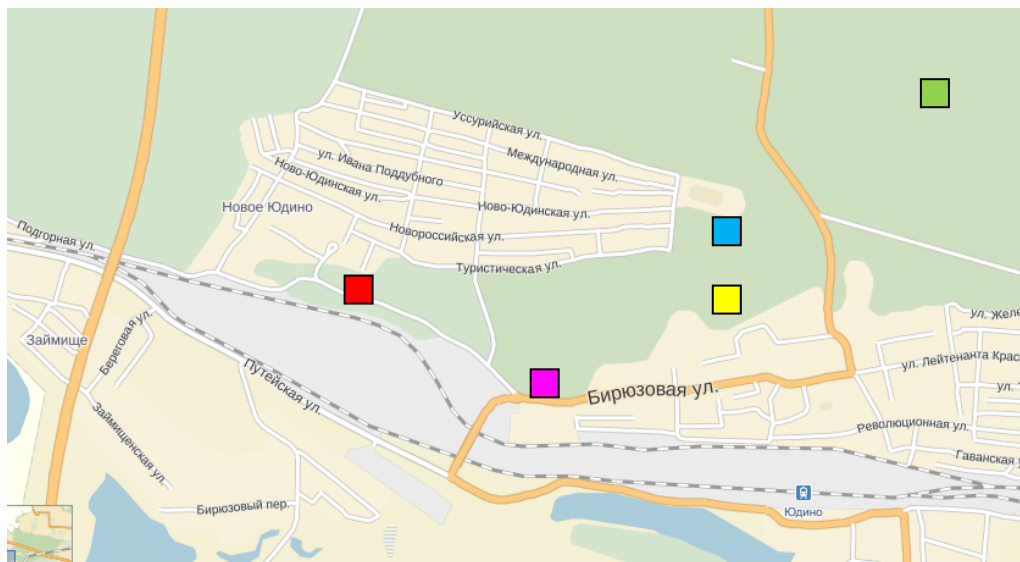 Уссурийская ул.
Международная ул.
ул. Ивана Поддубного
Ново-Юдинская ул.
Новое Юдино
Ново-Юдинская ул.
Подгорная ул.
Новороссийская ул.
Туристическая ул.
ул. Желе
Береговая ул.
Займище
ул. Лейтенанта Крас
Путейская ул.
Бирюзовая ул.
ул.
Революционная ул.
Займищенская ул.
Гаванская у
Бирюзовый пер.
Юдино